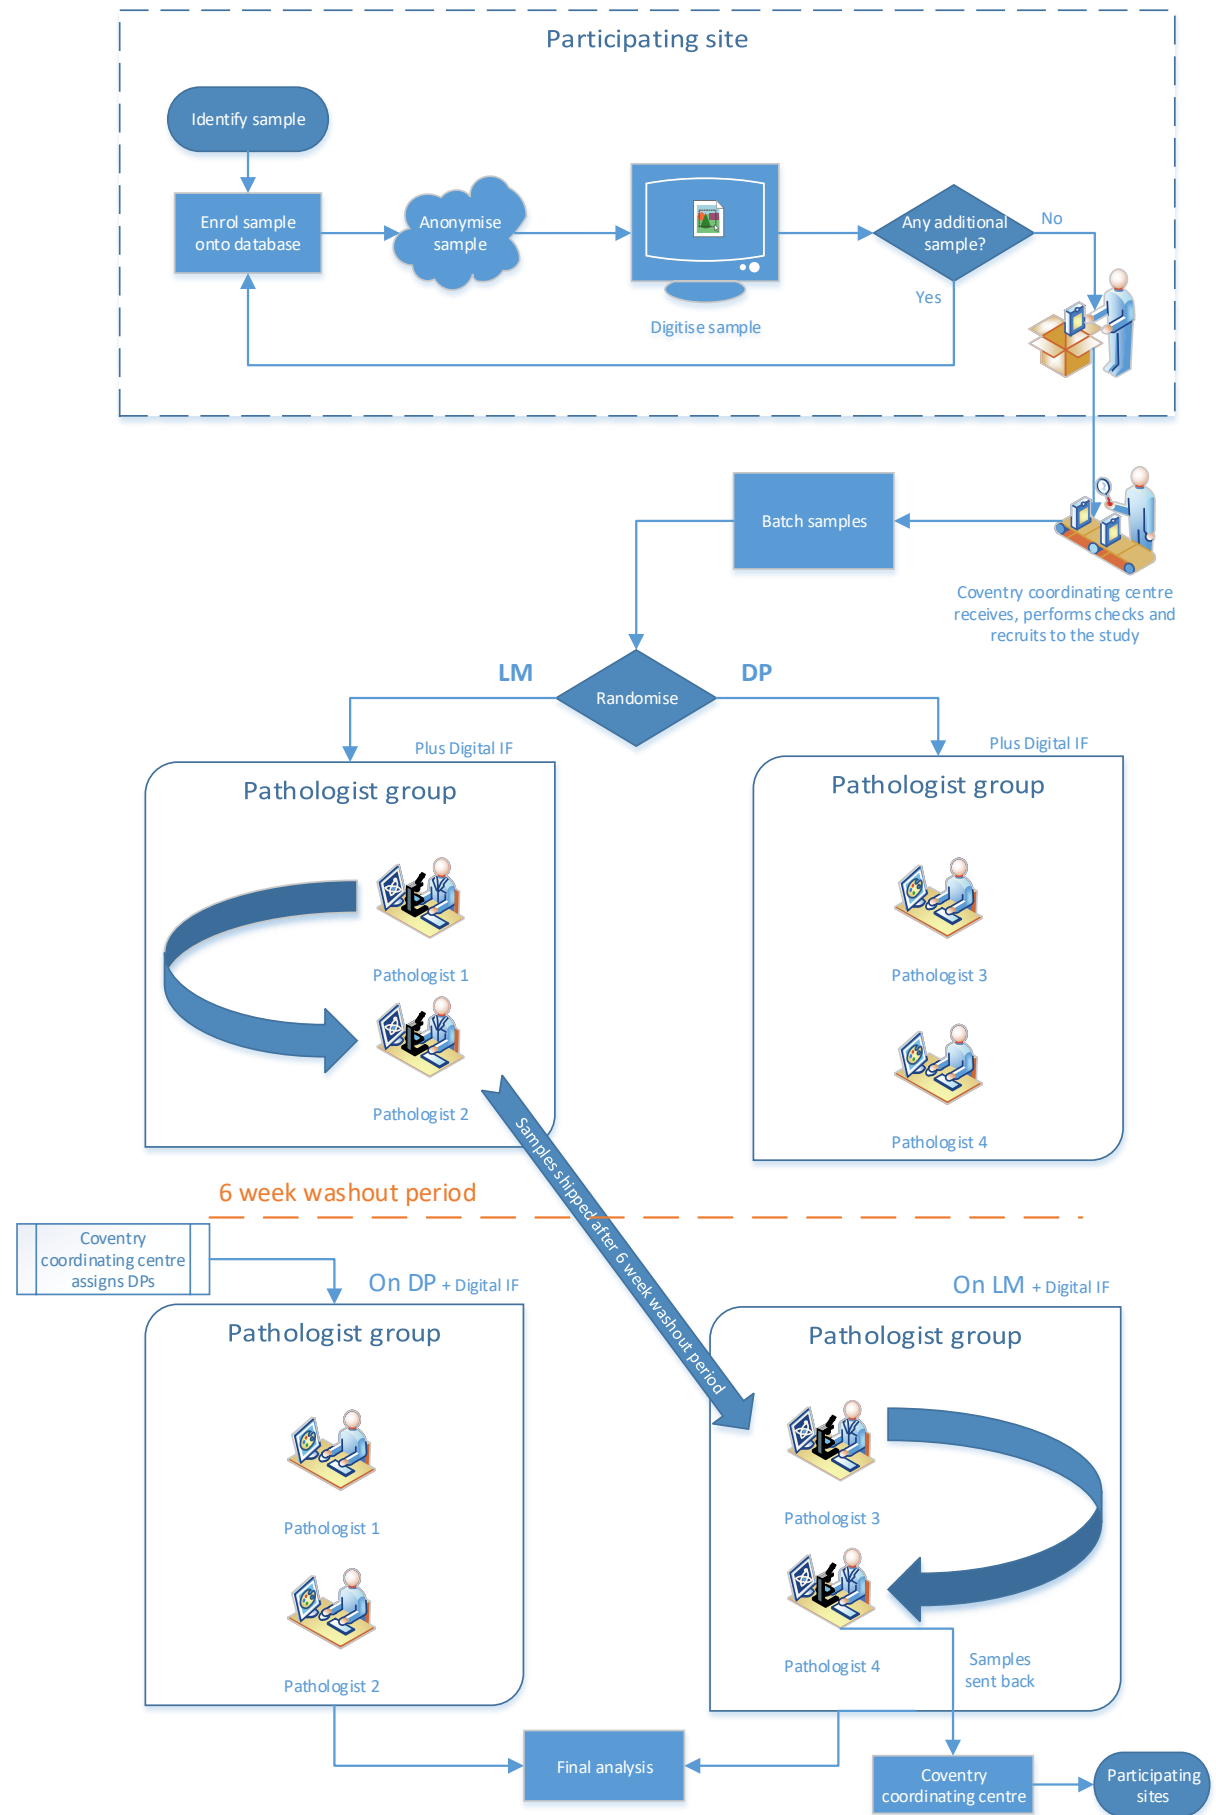 Participating site
Identify sample
Enrol sample
onto database
Anonymise
sample
Digitise sample
Any additional
sample?
No
Yes
Batch samples
Coventry coordinating centre
receives, performs checks and
recruits to the study
LM
Randomise
DP
Plus Digital IF
Plus Digital IF
Pathologist group
Pathologist 1
Pathologist 2
Pathologist group
Pathologist 3
Pathologist 4
Samples shipped after 6 week washout period
6 week washout period
Coventry
coordinating centre
assigns DPs
On DP + Digital IF
Pathologist group
Pathologist 1
Pathologist 2
On LM + Digital IF
Pathologist group
Pathologist 3
Pathologist 4
Samples
sent back
Final analysis
Coventry
coordinating centre
Participating
sites